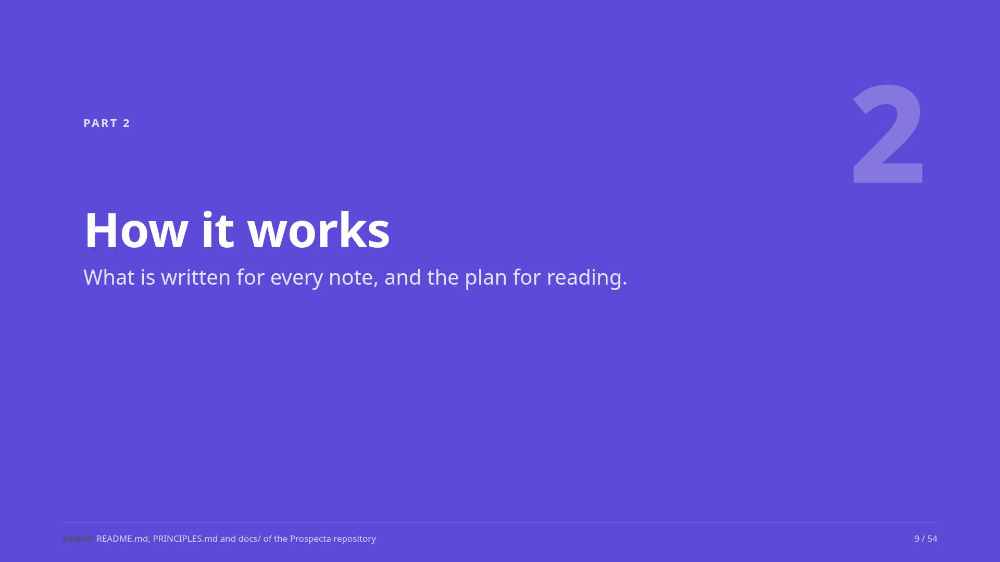 PART 2
2
How it works
What is written for every note, and the plan for reading.
Source: README.md, PRINCIPLES.md and docs/ of the Prospecta repository
9 / 54